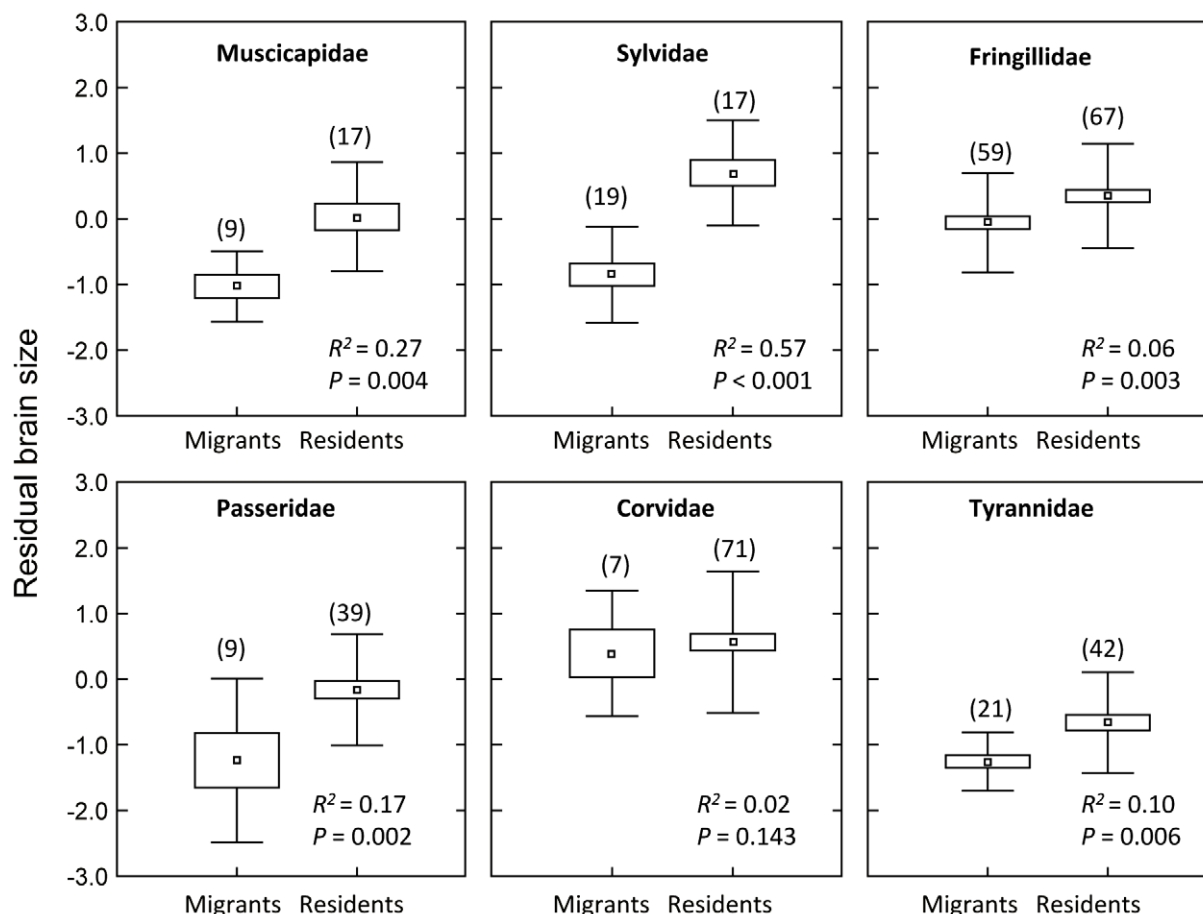 Residual brain size
3.0
2.0
1.0
0.0
-1.0
-2.0
-3.0
Muscicapidae
(9)
(17)
R² = 0.27
P = 0.004
Migrants Residents
Sylvidae
(19)
(17)
R² = 0.57
P < 0.001
Migrants Residents
Fringillidae
(59)
(67)
R² = 0.06
P = 0.003
Migrants Residents
3.0
2.0
1.0
0.0
-1.0
-2.0
-3.0
Passeridae
(9)
(39)
R² = 0.17
P = 0.002
Migrants Residents
Corvidae
(7)
(71)
R² = 0.02
P = 0.143
Migrants Residents
Tyrannidae
(21)
(42)
R² = 0.10
P = 0.006
Migrants Residents